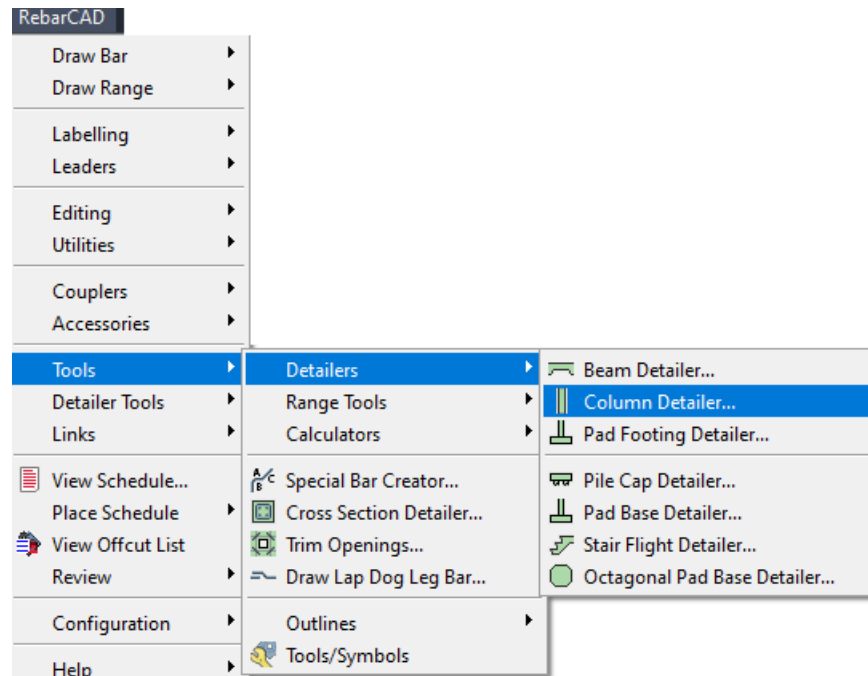 RebarCAD
Draw Bar
Draw Range
Labelling
Leaders
Editing
Utilities
Couplers
Accessories
Tools
Detailer Tools
Links
View Schedule...
Place Schedule
View Offcut List
Review
Configuration
Help
Detailers
Range Tools
Calculators
Special Bar Creator...
Cross Section Detailer...
Trim Openings...
Draw Lap Dog Leg Bar...
Outlines
Tools/Symbols
Beam Detailer...
Column Detailer...
Pad Footing Detailer...
Pile Cap Detailer...
Pad Base Detailer...
Stair Flight Detailer...
Octagonal Pad Base Detailer...